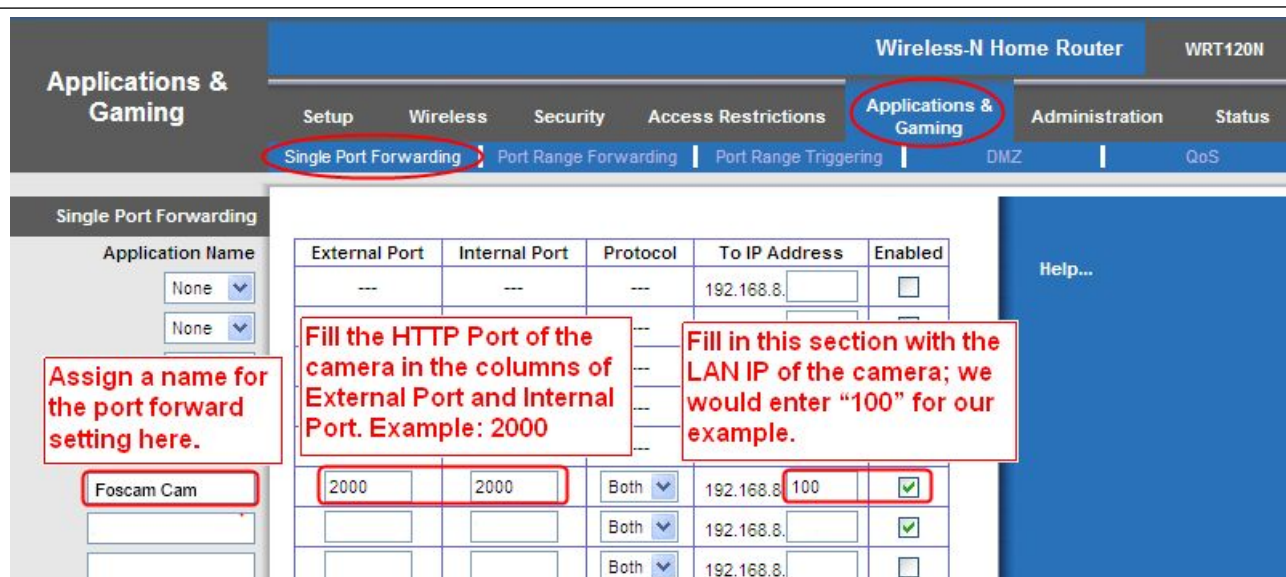 Wireless-N Home Router WRT120N
Applications &
Gaming
Setup Wireless Security Access Restrictions Applications & Gaming Administration Status
Single Port Forwarding Port Range Forwarding Port Range Triggering DMZ QoS
Single Port Forwarding
Application Name External Port Internal Port Protocol To IP Address Enabled
Help...
None --- --- --- 192.168.8.
None ---
Assign a name for
the port forward
setting here.
Fill the HTTP Port of the
camera in the columns of
External Port and Internal
Port. Example: 2000
---
---
---
Fill in this section with the
LAN IP of the camera; we
would enter “100” for our
example.
Foscam Cam 2000 2000 Both 192.168.8 100
Both 192.168.8.
Both 192.168.8.